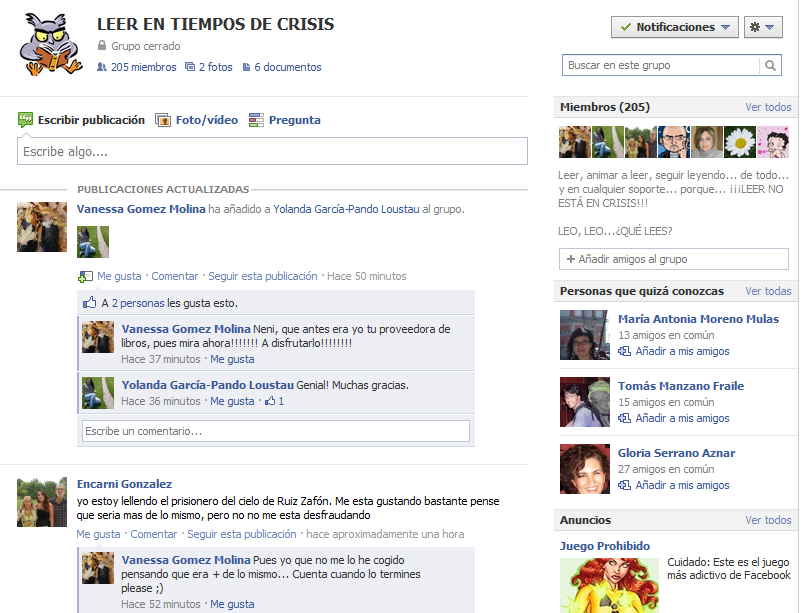 LEER EN TIEMPOS DE CRISIS
Grupo cerrado
205 miembros 2 fotos 6 documentos
Notificaciones
Buscar en este grupo
Escribir publicación Foto/vídeo Pregunta
Escribe algo....
PUBLICACIONES ACTUALIZADAS
Vanessa Gomez Molina ha añadido a Yolanda García-Pando Loustau al grupo.
Me gusta · Comentar · Seguir esta publicación · Hace 50 minutos
A 2 personas les gusta esto.
Vanessa Gomez Molina Neni, que antes era yo tu proveedora de
libros, pues mira ahora!!!!!!! A disfrutarlo!!!!!!!!
Hace 37 minutos · Me gusta
Yolanda García-Pando Loustau Genial! Muchas gracias.
Hace 36 minutos · Me gusta · 1
Escribe un comentario...
Encarni Gonzalez
yo estoy lellendo el prisionero del cielo de Ruiz Zafón. Me esta gustando bastante pense
que seria mas de lo mismo, pero no no me esta desfraudando
Me gusta · Comentar · Seguir esta publicación · hace aproximadamente una hora
Vanessa Gomez Molina Pues yo que no me lo he cogido
pensando que era + de lo mismo... Cuenta cuando lo termines
please ;)
Hace 52 minutos · Me gusta
Miembros (205) Ver todos
Leer, animar a leer, seguir leyendo... de todo...
y en cualquier soporte... porque... ¡¡¡LEER NO
ESTÁ EN CRISIS!!!
LEO, LEO...¿QUÉ LEES?
+ Añadir amigos al grupo
Personas que quizá conozcas Ver todas
María Antonia Moreno Mulas
13 amigos en común
Añadir a mis amigos
Tomás Manzano Fraile
15 amigos en común
Añadir a mis amigos
Gloria Serrano Aznar
27 amigos en común
Añadir a mis amigos
Anuncios Ver todos
Juego Prohibido
Cuidado: Este es el juego
más adictivo de Facebook